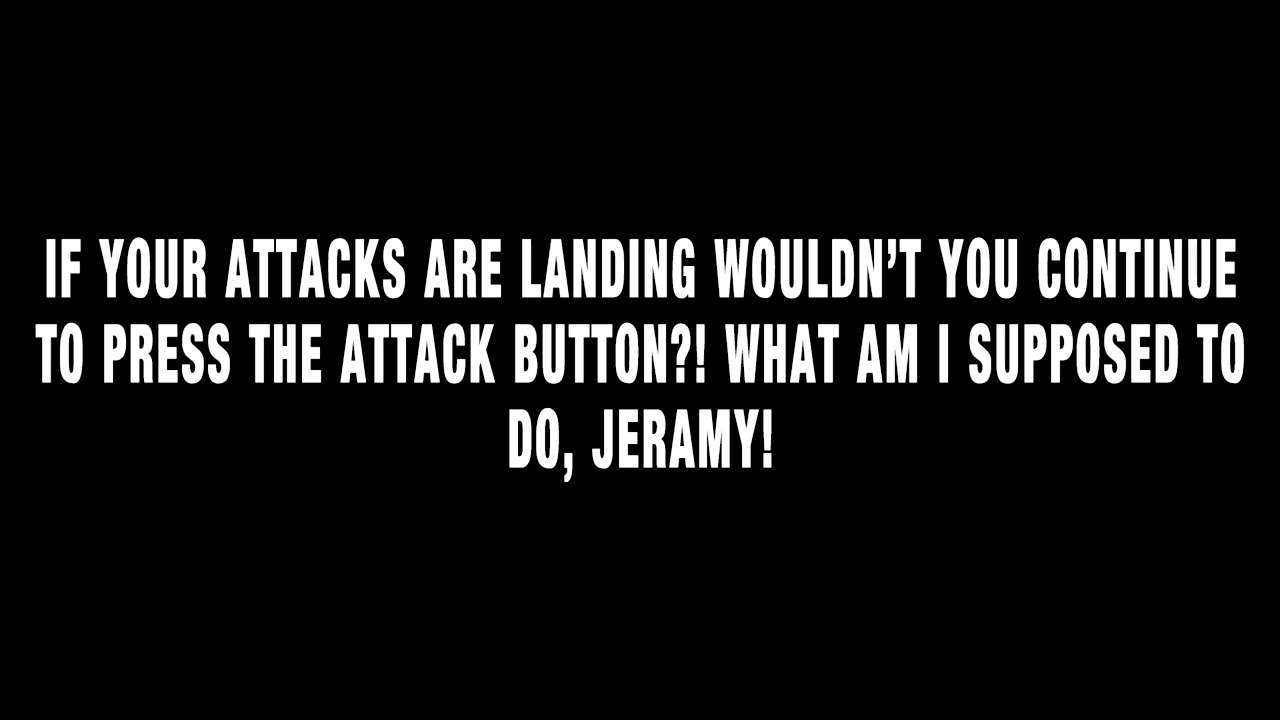 IF YOUR ATTACKS ARE LANDING WOULDN’T YOU CONTINUE
TO PRESS THE ATTACK BUTTON?! WHAT AM I SUPPOSED TO
DO, JERAMY!